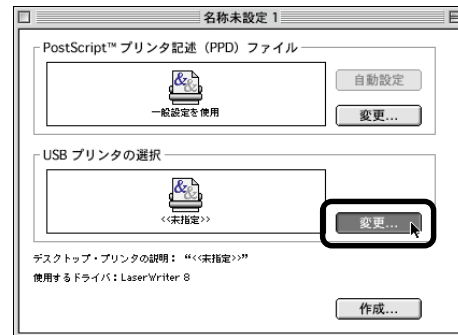 名称未設定 1
PostScript™ プリンタ記述（PPD）ファイル
自動設定
一般設定を使用
変更...
USB プリンタの選択
<<未指定>>
変更...
デスクトップ・プリンタの説明： “<<未指定>>”
使用するドライバ：LaserWriter 8
作成...